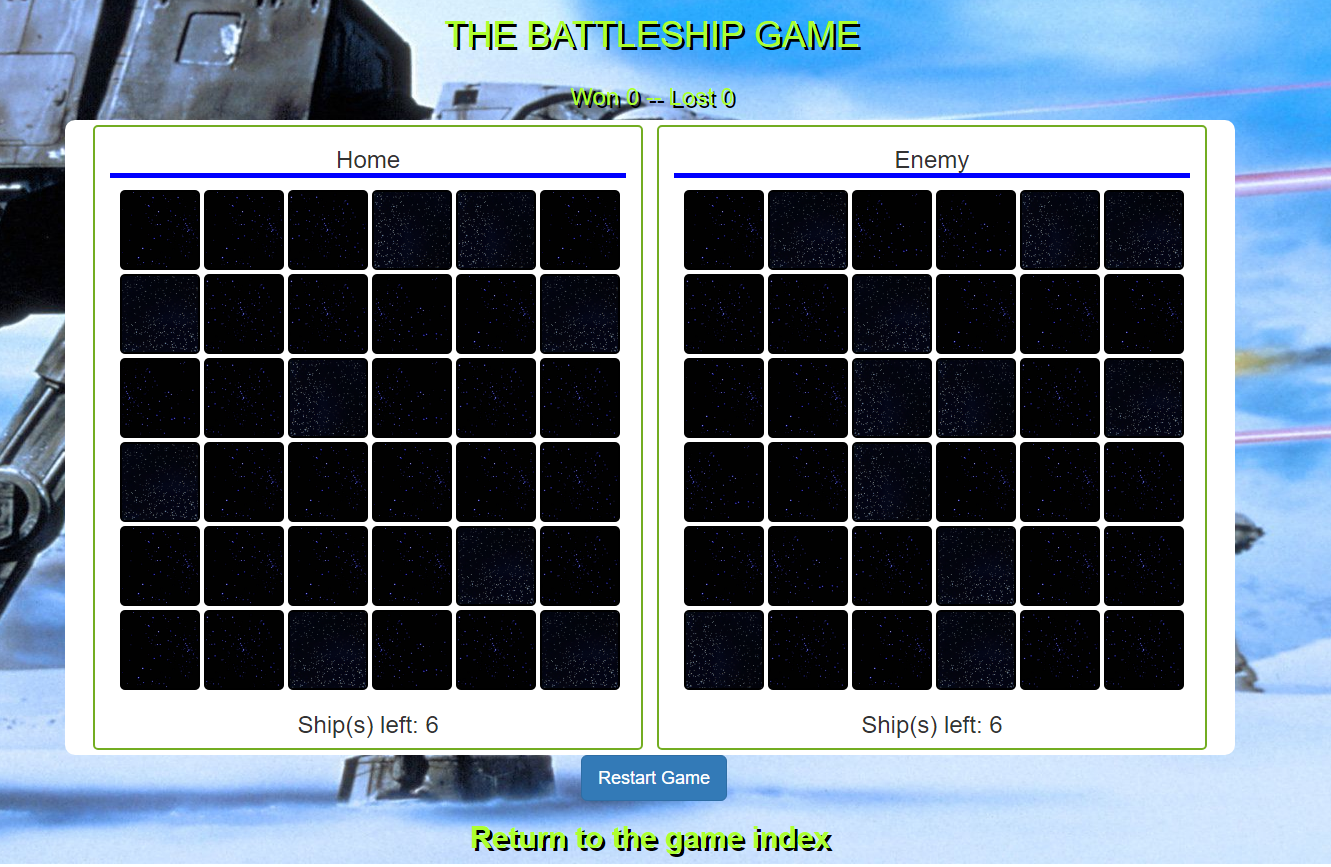 THE BATTLESHIP GAME
Won 0 -- Lost 0
Home
Enemy
Ship(s) left: 6
Ship(s) left: 6
Restart Game
Return to the game index